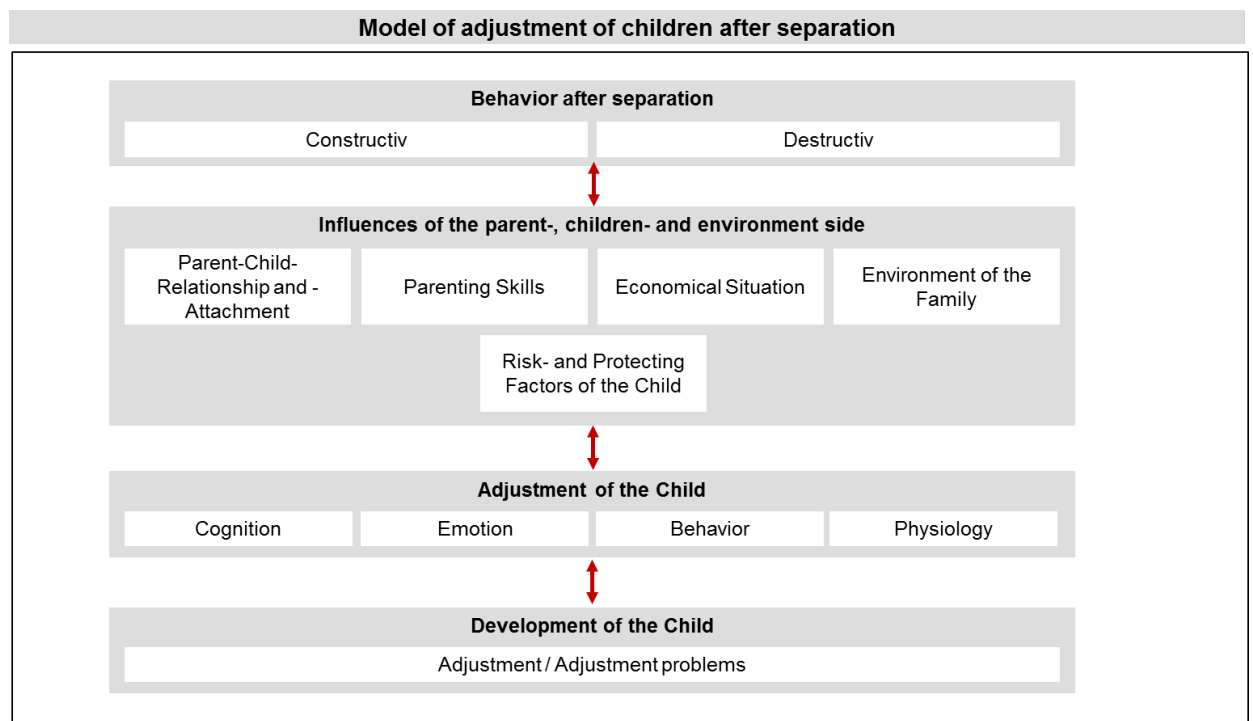 Model of adjustment of children after separation
Behavior after separation
Constructiv
Destructiv
Influences of the parent-, children- and environment side
Parent-Child-
Relationship and -
Attachment
Parenting Skills
Economical Situation
Environment of the
Family
Risk- and Protecting
Factors of the Child
Adjustment of the Child
Cognition
Emotion
Behavior
Physiology
Development of the Child
Adjustment / Adjustment problems